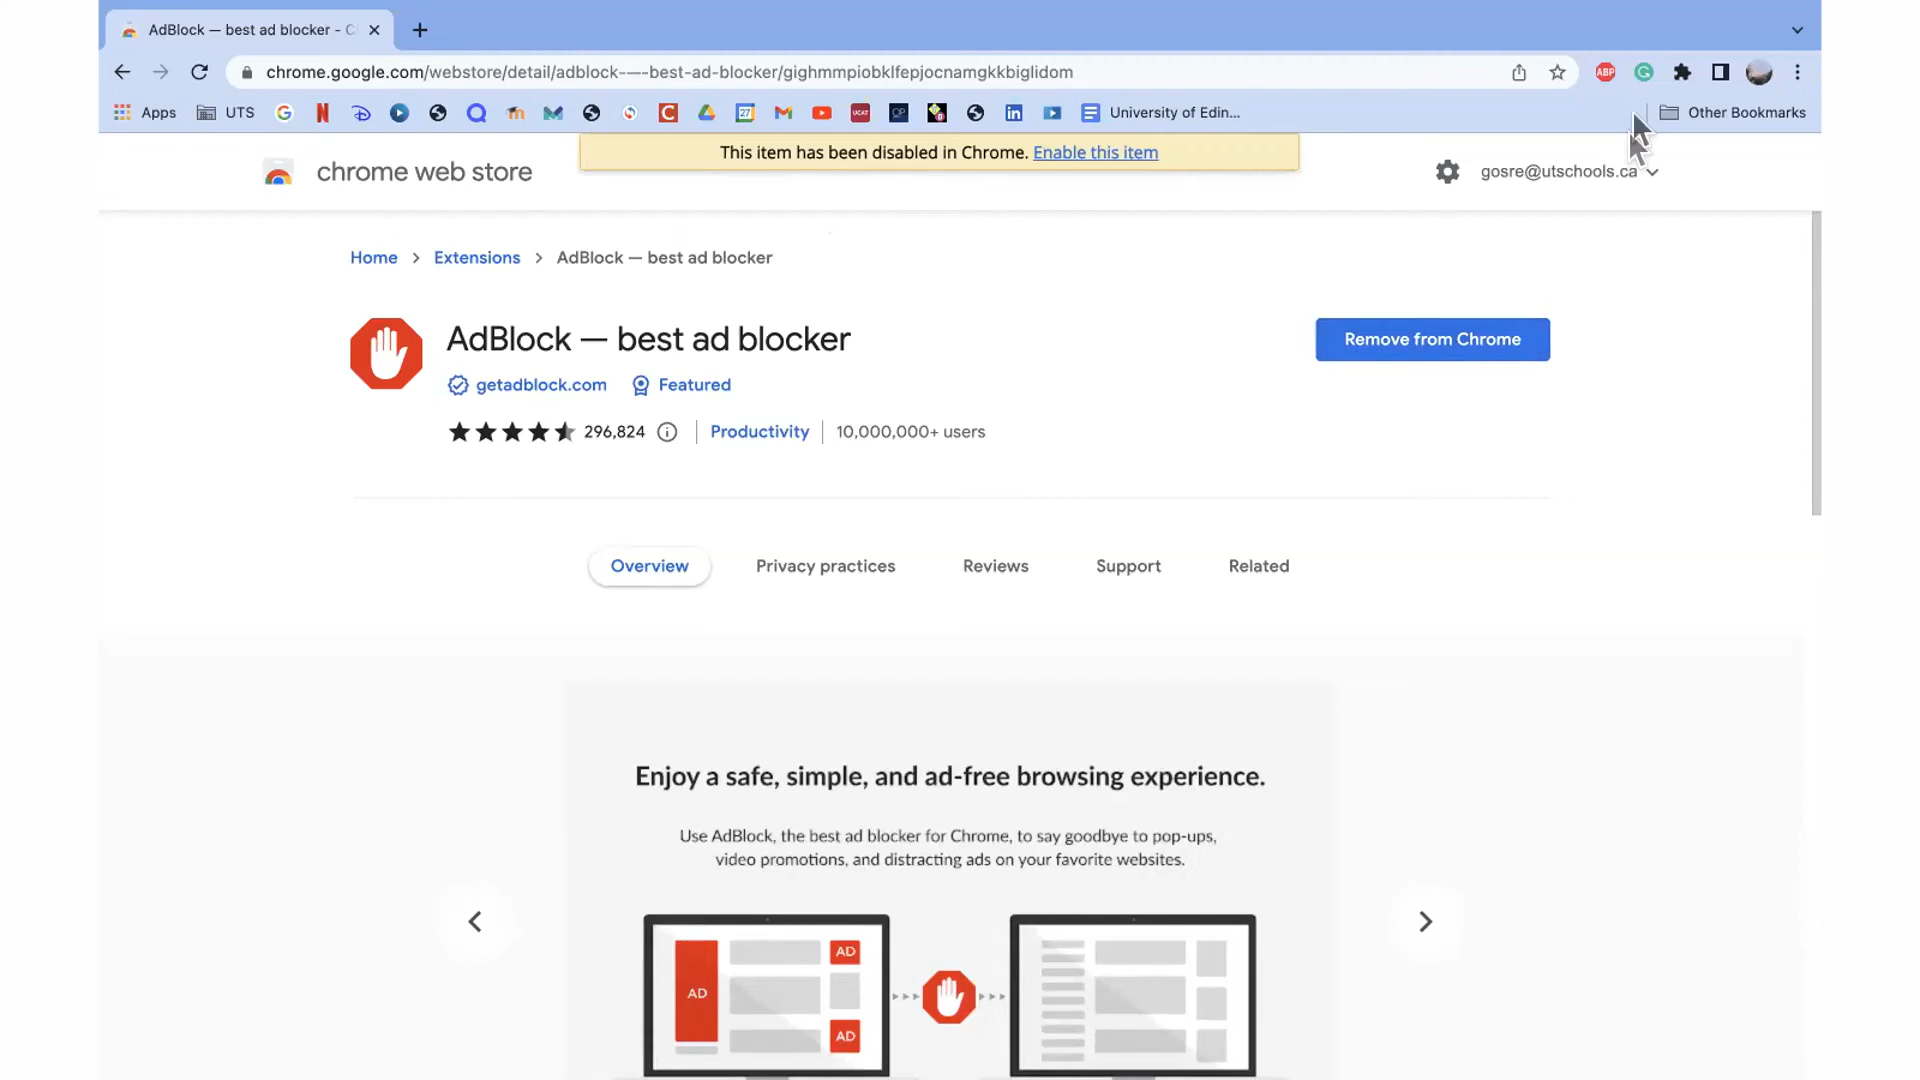 AdBlock — best ad blocker - C
chrome.google.com/webstore/detail/adblock-—-best-ad-blocker/gighmmpiobklfepjocnamgkkbiglidom
ABP
Apps
UTS
27
UCAT
OP
University of Edin...
Other Bookmarks
This item has been disabled in Chrome. Enable this item
chrome web store
gosre@utschools.ca
Home > Extensions > AdBlock — best ad blocker
AdBlock — best ad blocker
Remove from Chrome
getadblock.com
Featured
296,824
Productivity
10,000,000+ users
Overview
Privacy practices
Reviews
Support
Related
Enjoy a safe, simple, and ad-free browsing experience.
Use AdBlock, the best ad blocker for Chrome, to say goodbye to pop-ups,
video promotions, and distracting ads on your favorite websites.
AD
AD
AD